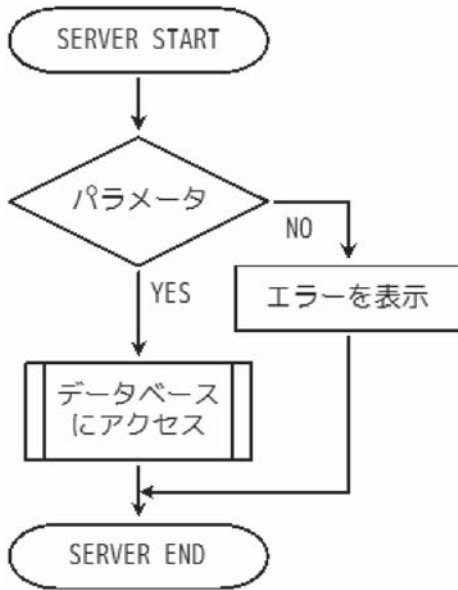 SERVER START
パラメータ
NO
YES
エラーを表示
データベース
にアクセス
SERVER END